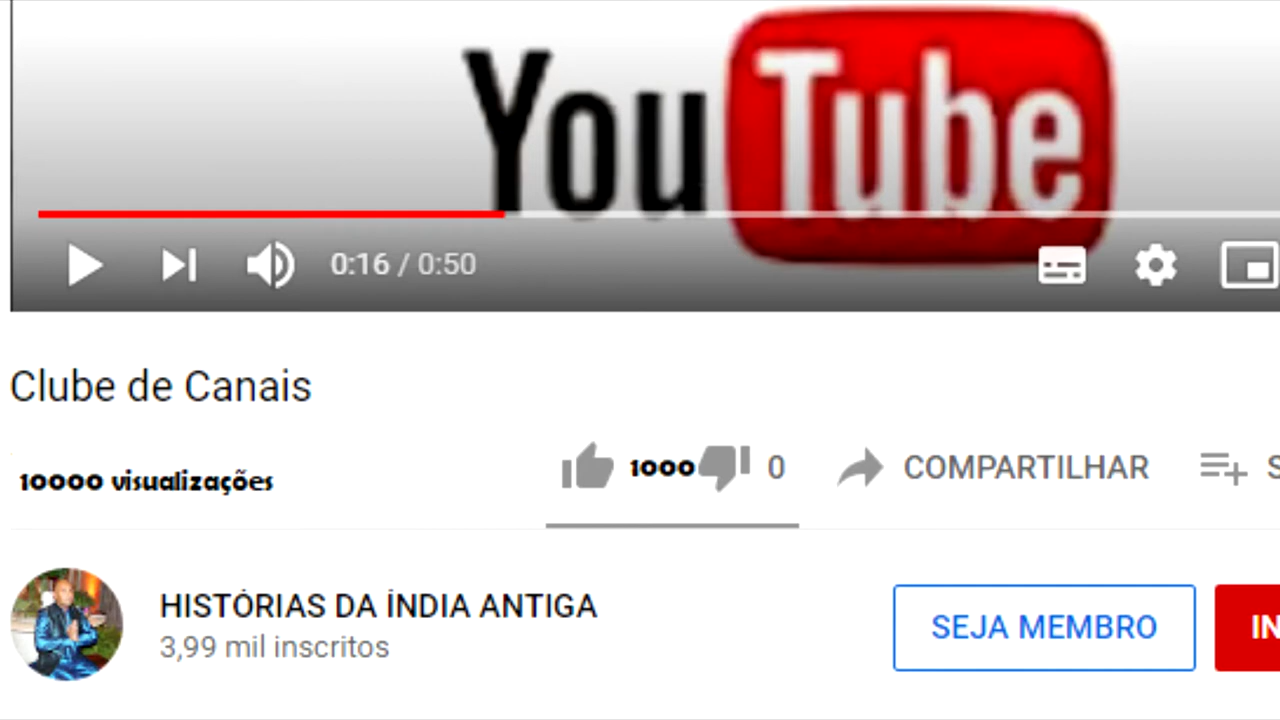 YouTube
0:16 / 0:50
Clube de Canais
10000 visualizações
1000 0 COMPARTILHAR S
HISTÓRIAS DA ÍNDIA ANTIGA
3,99 mil inscritos
SEJA MEMBRO
IN